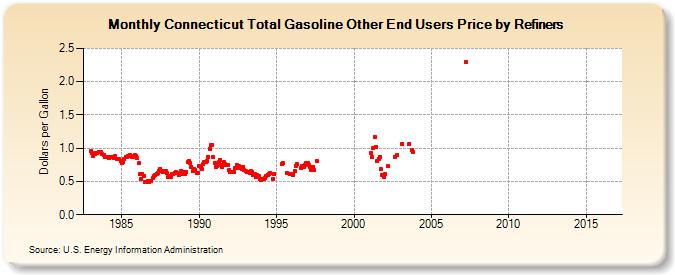 Monthly Connecticut Total Gasoline Other End Users Price by Refiners
Dollars per Gallon
2.5
2.0
1.5
1.0
0.5
0.0
1985 1990 1995 2000 2005 2010 2015
Source: U.S. Energy Information Administration